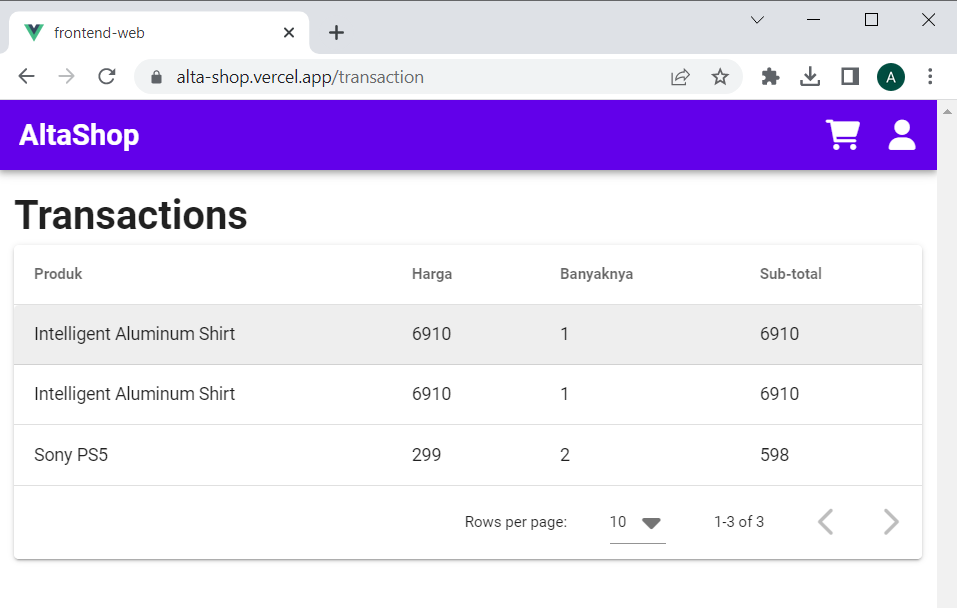 frontend-web
alta-shop.vercel.app/transaction
A
AltaShop
Transactions
Produk Harga Banyaknya Sub-total
Intelligent Aluminum Shirt 6910 1 6910
Intelligent Aluminum Shirt 6910 1 6910
Sony PS5 299 2 598
Rows per page: 10 1-3 of 3